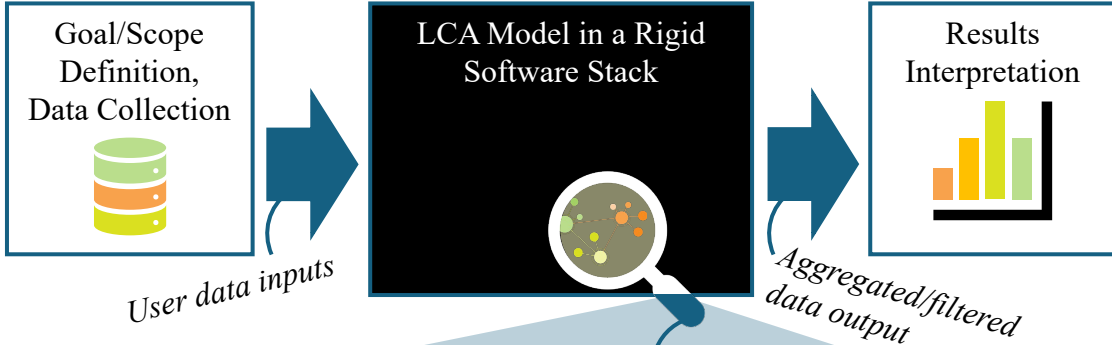 Goal/Scope
Definition,
Data Collection
LCA Model in a Rigid
Software Stack
Results
Interpretation
User data inputs
Aggregated/filtered
data output